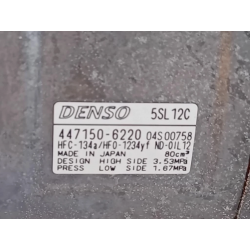 DENSO 5SL12C
447150-6220 04S00758
HFC-134a/HFO-1234yf ND-OIL12
MADE IN JAPAN 80cm³
DESIGN HIGH SIDE 3.53MPa
PRESS LOW SIDE 1.67MPa